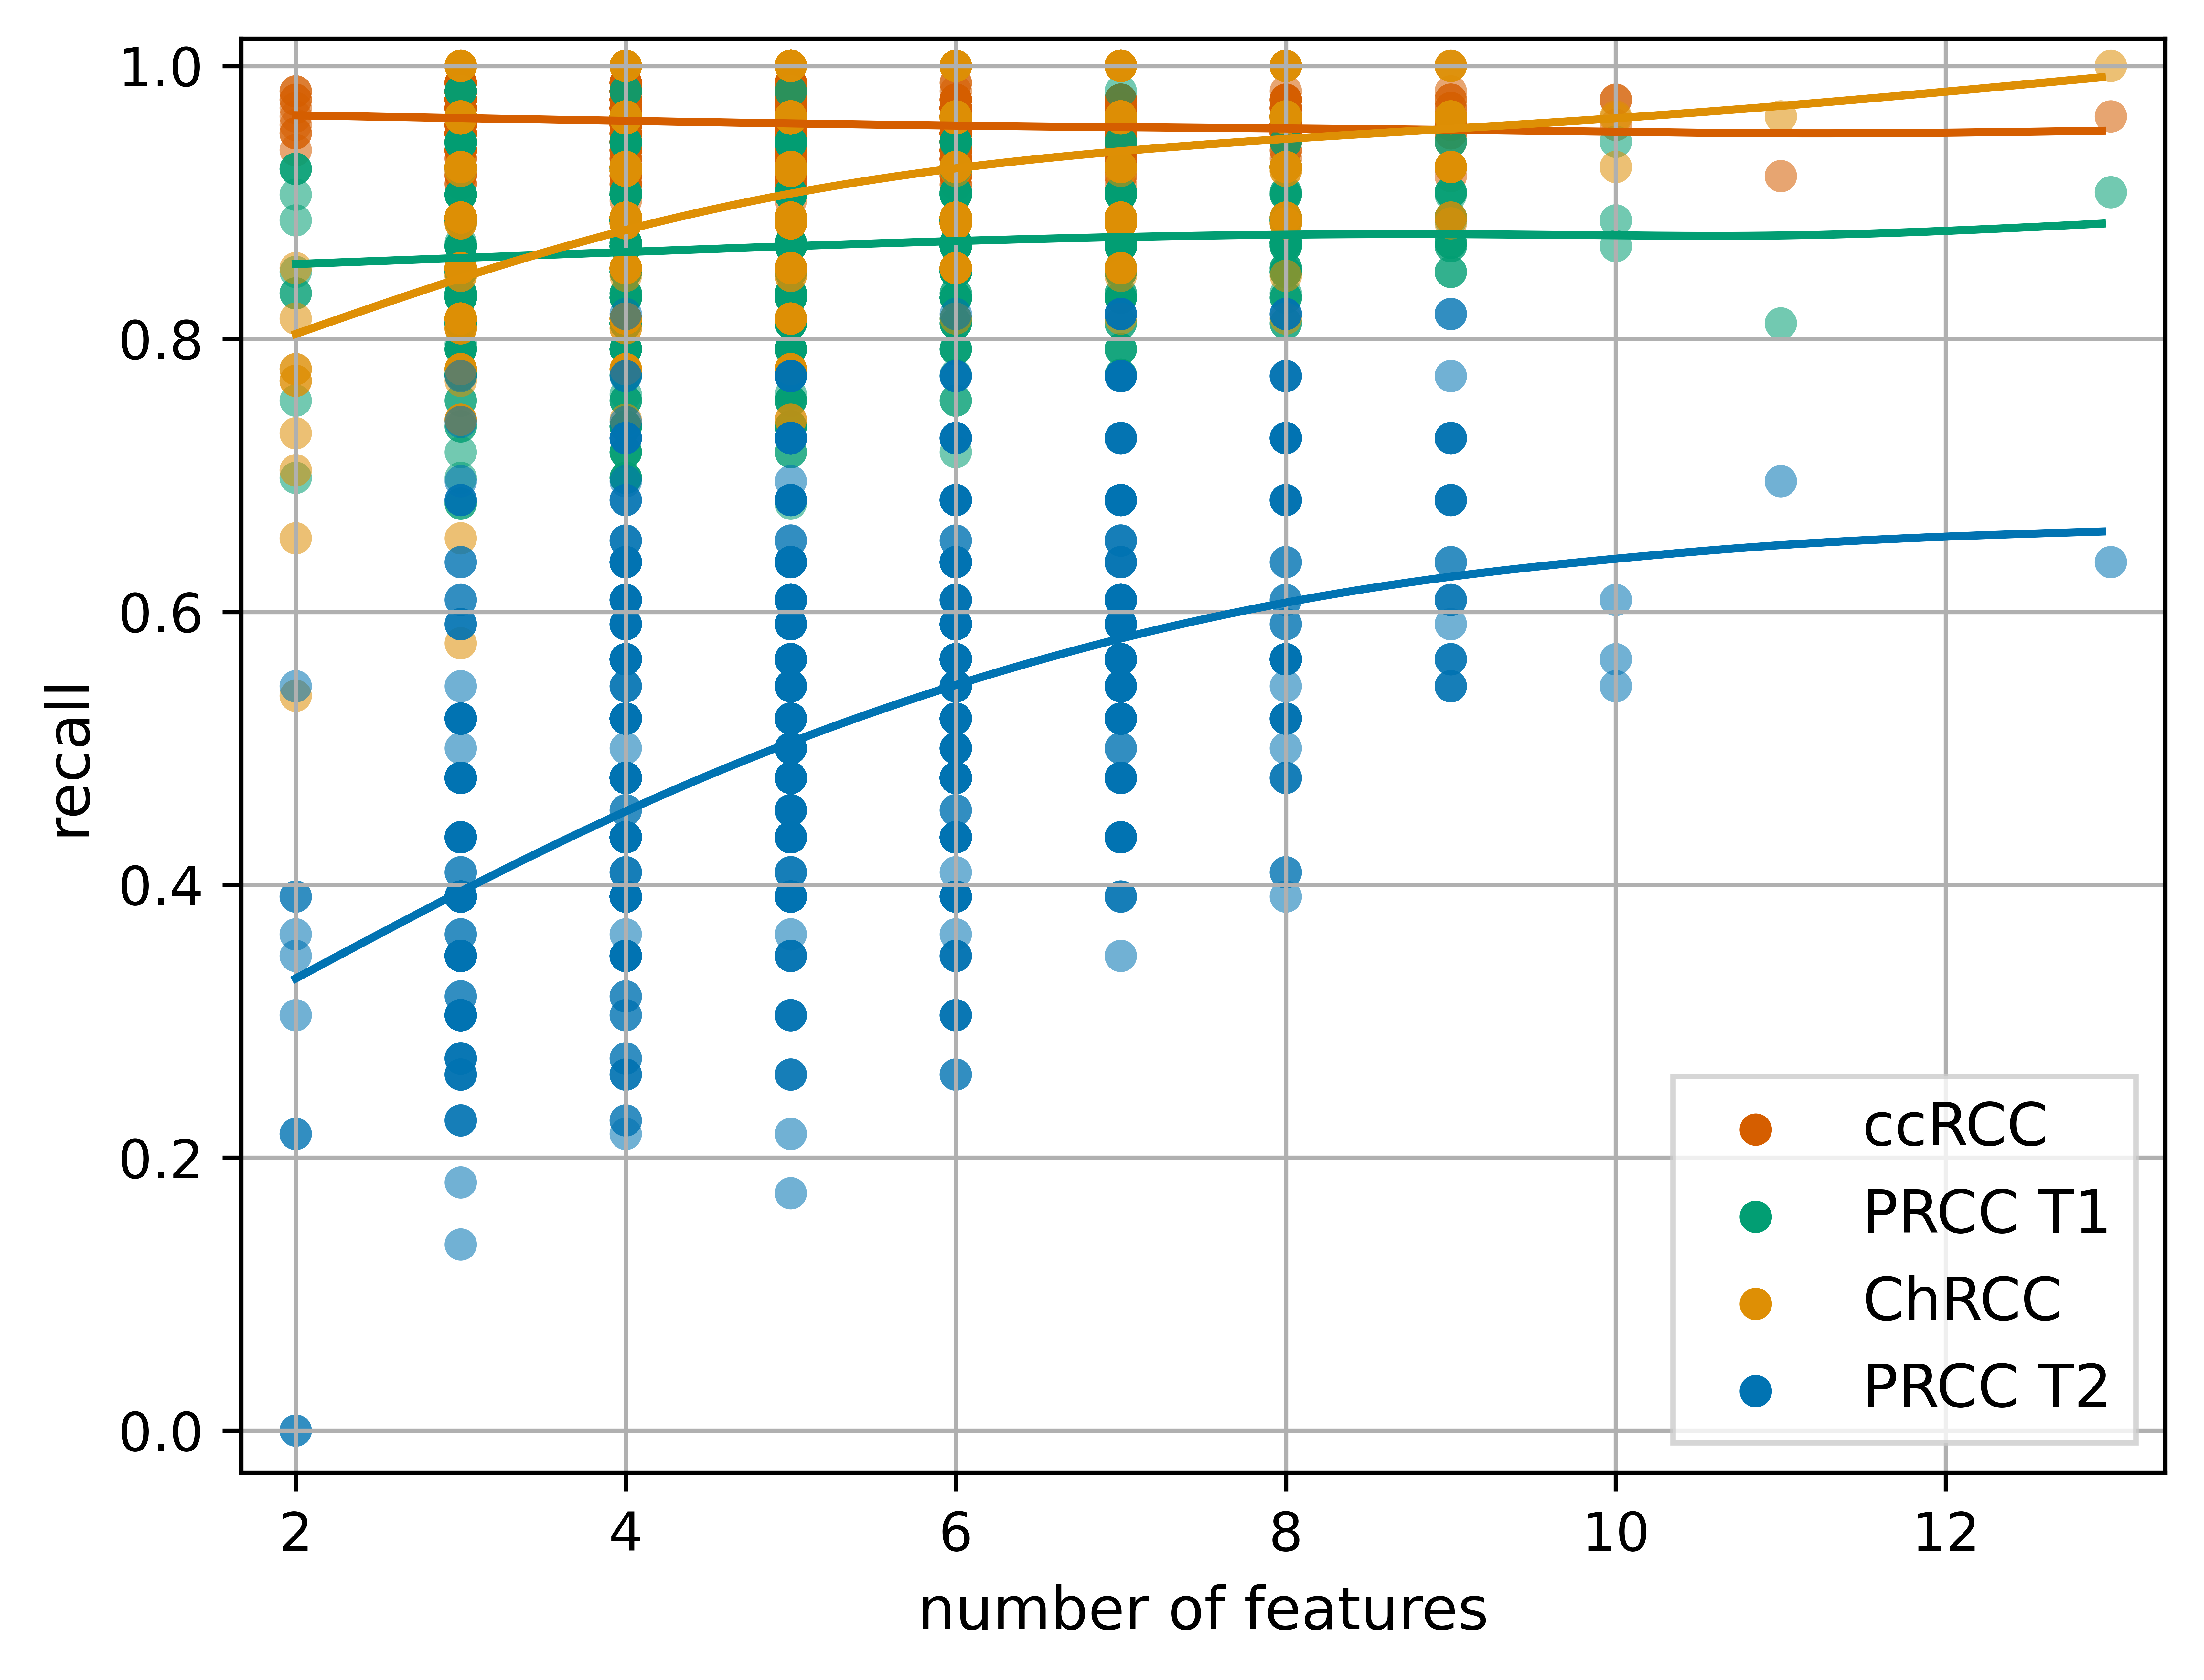 1.0
0.8
0.6
0.4
0.2
0.0
recall
2 4 6 8 10 12
number of features
ccRCC
PRCC T1
ChRCC
PRCC T2